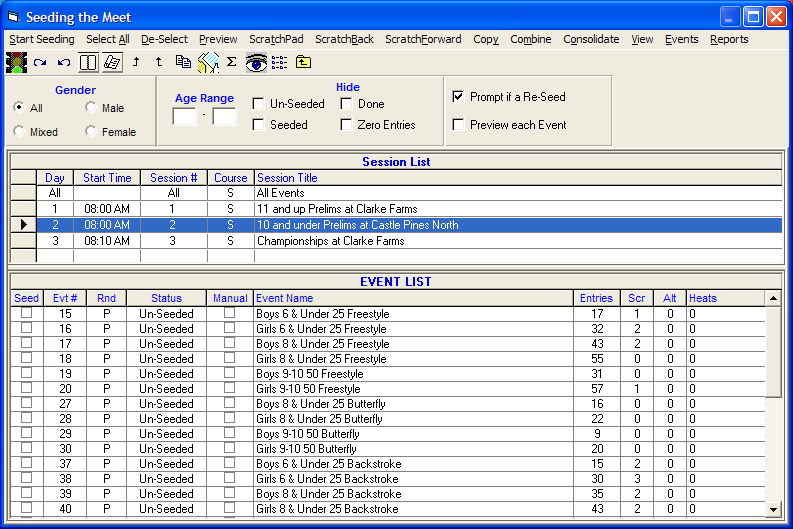 Seeding the Meet
Start Seeding Select All De-Select Preview ScratchPad ScratchBack ScratchForward Copy Combine Consolidate View Events Reports
Gender
All Male
Mixed Female
Age Range
-
Hide
Un-Seeded Done
Seeded Zero Entries
Prompt if a Re-Seed
Preview each Event
Session List
Day Start Time Session # Course Session Title
All All S All Events
1 08:00 AM 1 S 11 and up Prelims at Clarke Farms
2 08:00 AM 2 S 10 and under Prelims at Castle Pines North
3 08:10 AM 3 S Championships at Clarke Farms
EVENT LIST
Seed Evt # Rnd Status Manual Event Name Entries Scr Alt Heats
15 P Un-Seeded Boys 6 & Under 25 Freestyle 17 1 0 0
16 P Un-Seeded Girls 6 & Under 25 Freestyle 32 2 0 0
17 P Un-Seeded Boys 8 & Under 25 Freestyle 43 2 0 0
18 P Un-Seeded Girls 8 & Under 25 Freestyle 55 0 0 0
19 P Un-Seeded Boys 9-10 50 Freestyle 31 0 0 0
20 P Un-Seeded Girls 9-10 50 Freestyle 57 1 0 0
27 P Un-Seeded Boys 8 & Under 25 Butterfly 16 0 0 0
28 P Un-Seeded Girls 8 & Under 25 Butterfly 22 0 0 0
29 P Un-Seeded Boys 9-10 50 Butterfly 9 0 0 0
30 P Un-Seeded Girls 9-10 50 Butterfly 20 0 0 0
37 P Un-Seeded Boys 6 & Under 25 Backstroke 15 2 0 0
38 P Un-Seeded Girls 6 & Under 25 Backstroke 30 3 0 0
39 P Un-Seeded Boys 8 & Under 25 Backstroke 35 2 0 0
40 P Un-Seeded Girls 8 & Under 25 Backstroke 43 2 0 0